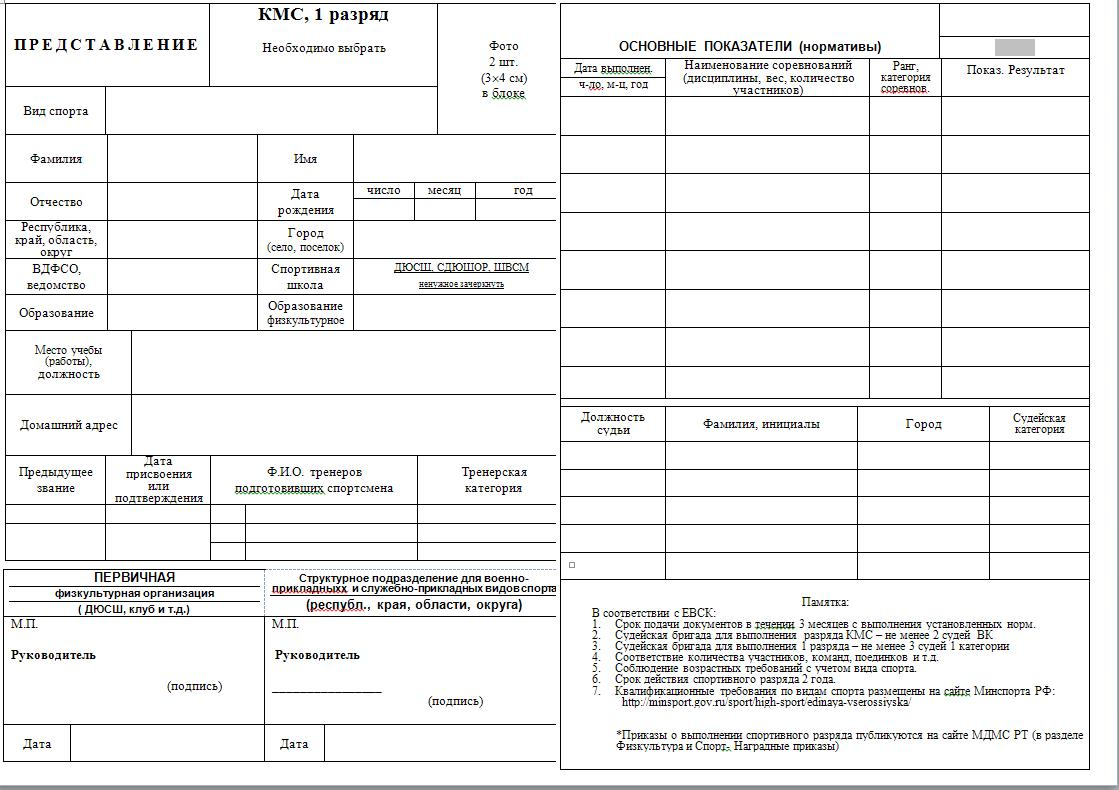 ПРЕДСТАВЛЕНИЕ
КМС, 1 разряд
Необходимо выбрать
Фото
2 шт.
(3×4 см)
в блоке
Вид спорта
Фамилия
Имя
Отчество
Дата
рождения
число
месяц
год
Республика,
край, область,
округ
Город
(село, поселок)
ВДФСО,
ведомство
Спортивная
школа
ДЮСШ, СДЮШОР, ШВСМ
ненужное зачеркнуть
Образование
Образование
физкультурное
Место учебы
(работы),
должность
Домашний адрес
Предыдущее
звание
Дата
присвоения
или
подтверждения
Ф.И.О. тренеров
подготовивших спортсмена
Тренерская
категория
ПЕРВИЧНАЯ
физкультурная организация
( ДЮСШ, клуб и т.д.)
Структурное подразделение для военно-
прикладныхх и служебно-прикладных видов спорта
(республ., края, области, округа)
М.П.
Руководитель
(подпись)
М.П.
Руководитель
(подпись)
Дата
Дата
ОСНОВНЫЕ ПОКАЗАТЕЛИ (нормативы)
Дата выполнен.
ч-ло, м-ц, год
Наименование соревнований
(дисциплины, вес, количество
участников)
Ранг,
категория
соревнов.
Показ. Результат
Должность
судьи
Фамилия, инициалы
Город
Судейская
категория
Памятка:
В соответствии с ЕВСК:
1. Срок подачи документов в течении 3 месяцев с выполнения установленных норм.
2. Судейская бригада для выполнения разряда КМС – не менее 2 судей ВК
3. Судейская бригада для выполнения 1 разряда – не менее 3 судей 1 категории
4. Соответствие количества участников, команд, поединков и т.д.
5. Соблюдение возрастных требований с учетом вида спорта.
6. Срок действия спортивного разряда 2 года.
7. Квалификационные требования по видам спорта размещены на сайте Минспорта РФ:
http://minsport.gov.ru/sport/high-sport/edinaya-vserossiyska/
*Приказы о выполнении спортивного разряда публикуются на сайте МДМС РТ (в разделе
Физкультура и Спорт, Наградные приказы)